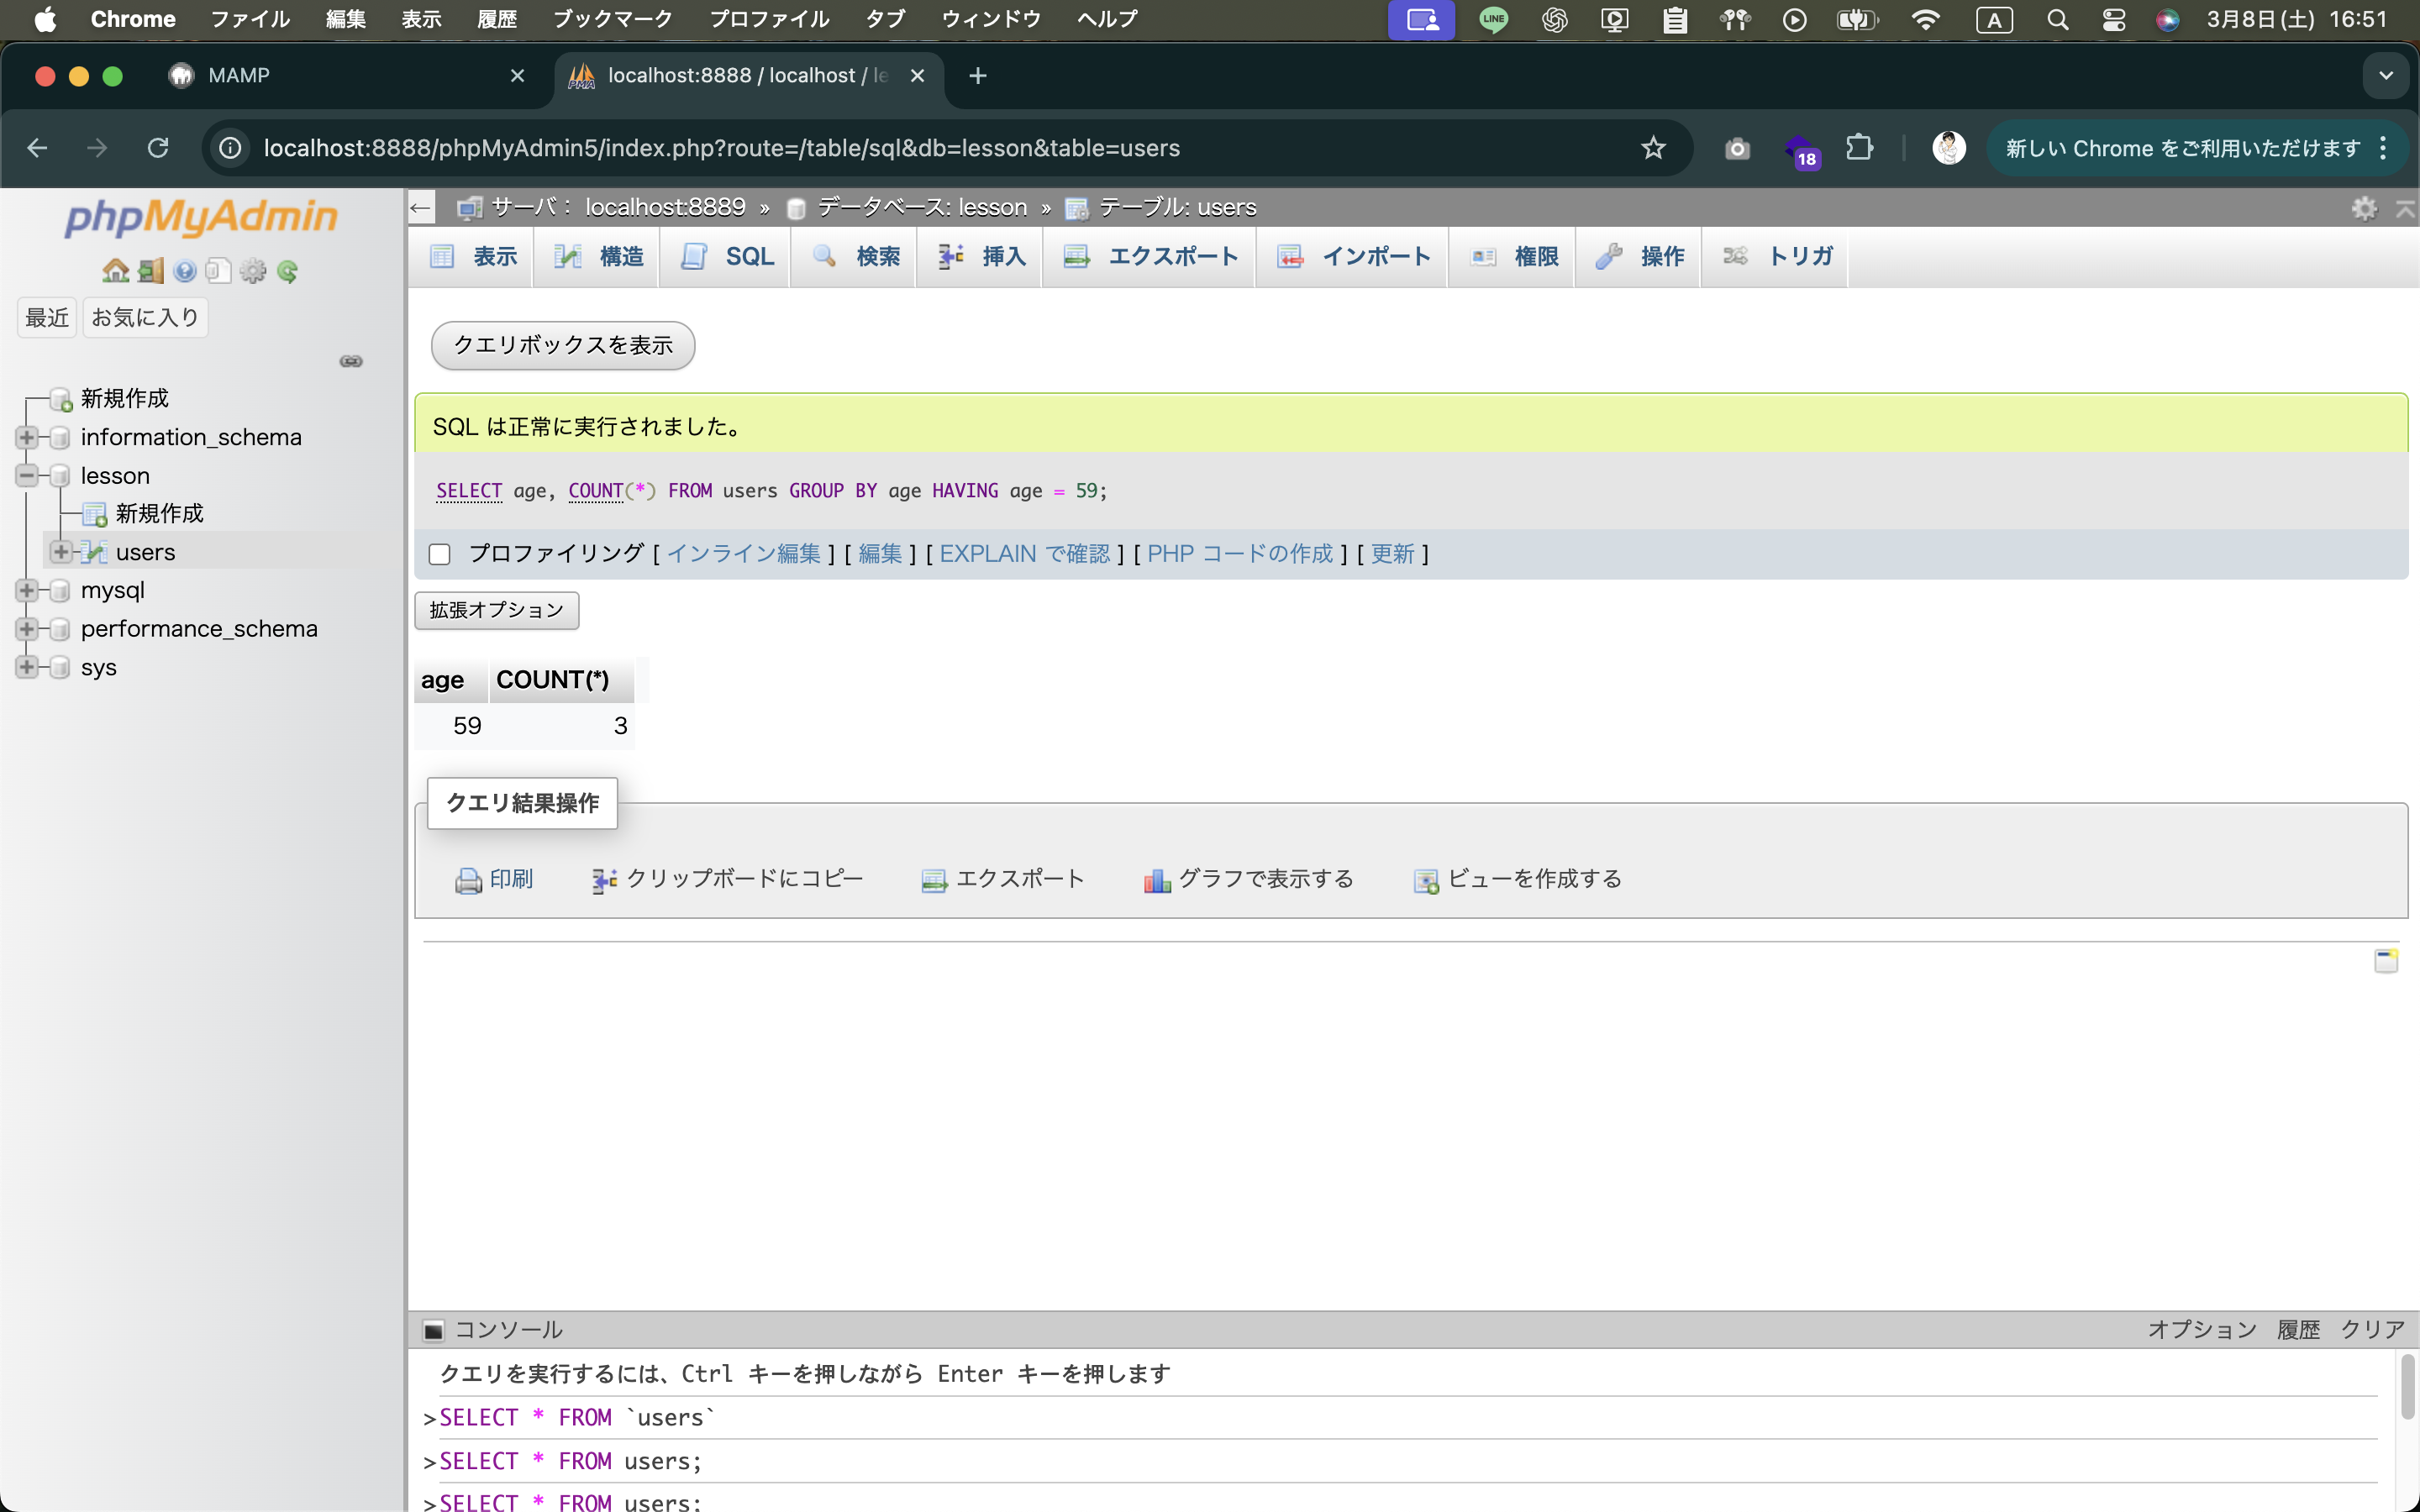 Chrome ファイル 編集 表示 履歴 ブックマーク プロファイル タブ ウィンドウ ヘルプ LINE A 3月8日(土) 16:51
MAMP
localhost:8888 / localhost / le
localhost:8888/phpMyAdmin5/index.php?route=/table/sql&db=lesson&table=users
18
新しい Chrome をご利用いただけます
phpMyAdmin
最近 お気に入り
新規作成
information_schema
lesson
新規作成
users
mysql
performance_schema
sys
サーバ: localhost:8889 » データベース: lesson » テーブル: users
表示 構造 SQL 検索 挿入 エクスポート インポート 権限 操作 トリガ
クエリボックスを表示
SQL は正常に実行されました。
SELECT age, COUNT(*) FROM users GROUP BY age HAVING age = 59;
プロファイリング [ インライン編集 ] [ 編集 ] [ EXPLAIN で確認 ] [ PHP コードの作成 ] [ 更新 ]
拡張オプション
age COUNT(*)
59 3
クエリ結果操作
印刷 クリップボードにコピー エクスポート グラフで表示する ビューを作成する
コンソール オプション 履歴 クリア
クエリを実行するには、Ctrl キーを押しながら Enter キーを押します
>SELECT * FROM `users`
>SELECT * FROM users;
>SELECT * FROM users;